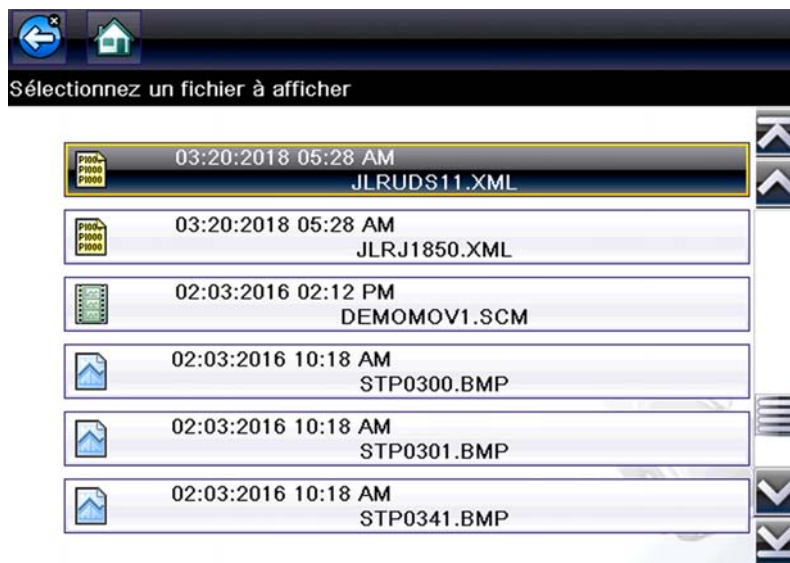 Sélectionnez un fichier à afficher
03:20:2018 05:28 AM
JLRUDS11.XML
03:20:2018 05:28 AM
JLRJ1850.XML
02:03:2016 02:12 PM
DEMOMOV1.SCM
02:03:2016 10:18 AM
STP0300.BMP
02:03:2016 10:18 AM
STP0301.BMP
02:03:2016 10:18 AM
STP0341.BMP